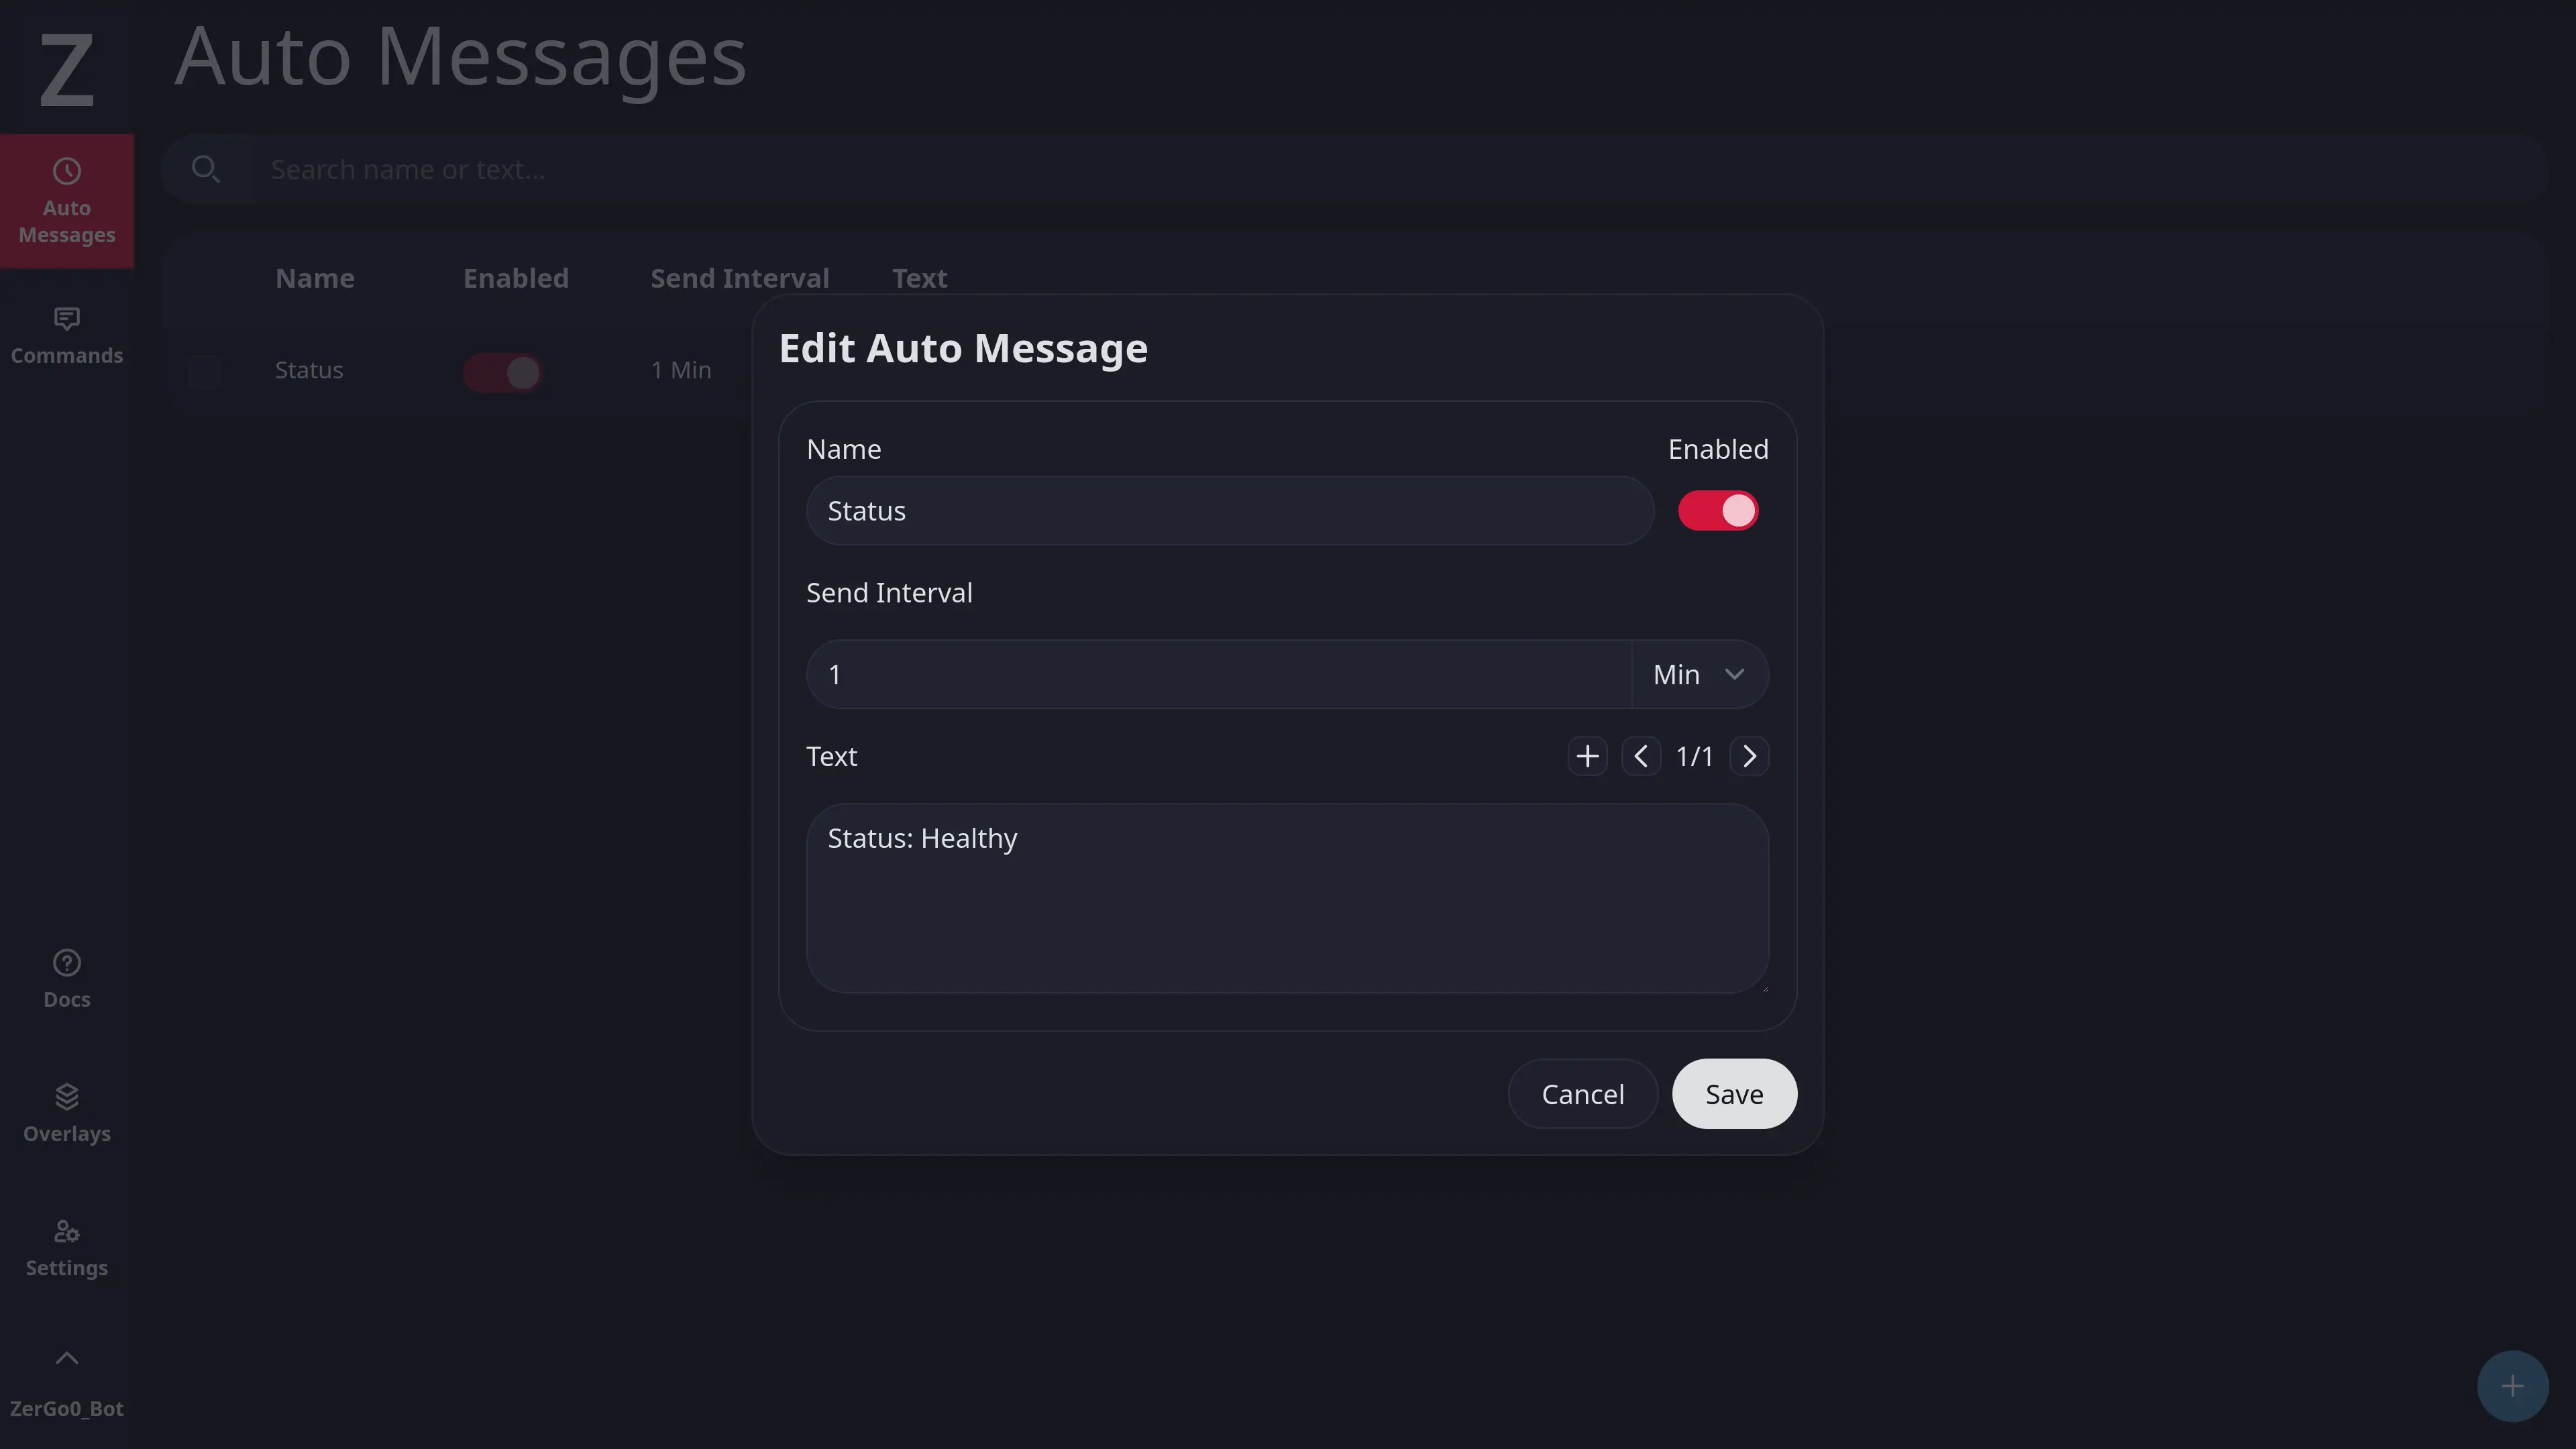 Z
Auto Messages
Auto
Messages
Commands
Docs
Overlays
Settings
ZerGo0_Bot
Search name or text...
Name Enabled Send Interval Text
Status 1 Min
Edit Auto Message
Name Enabled
Status
Send Interval
1 Min
Text 1/1
Status: Healthy
Cancel Save